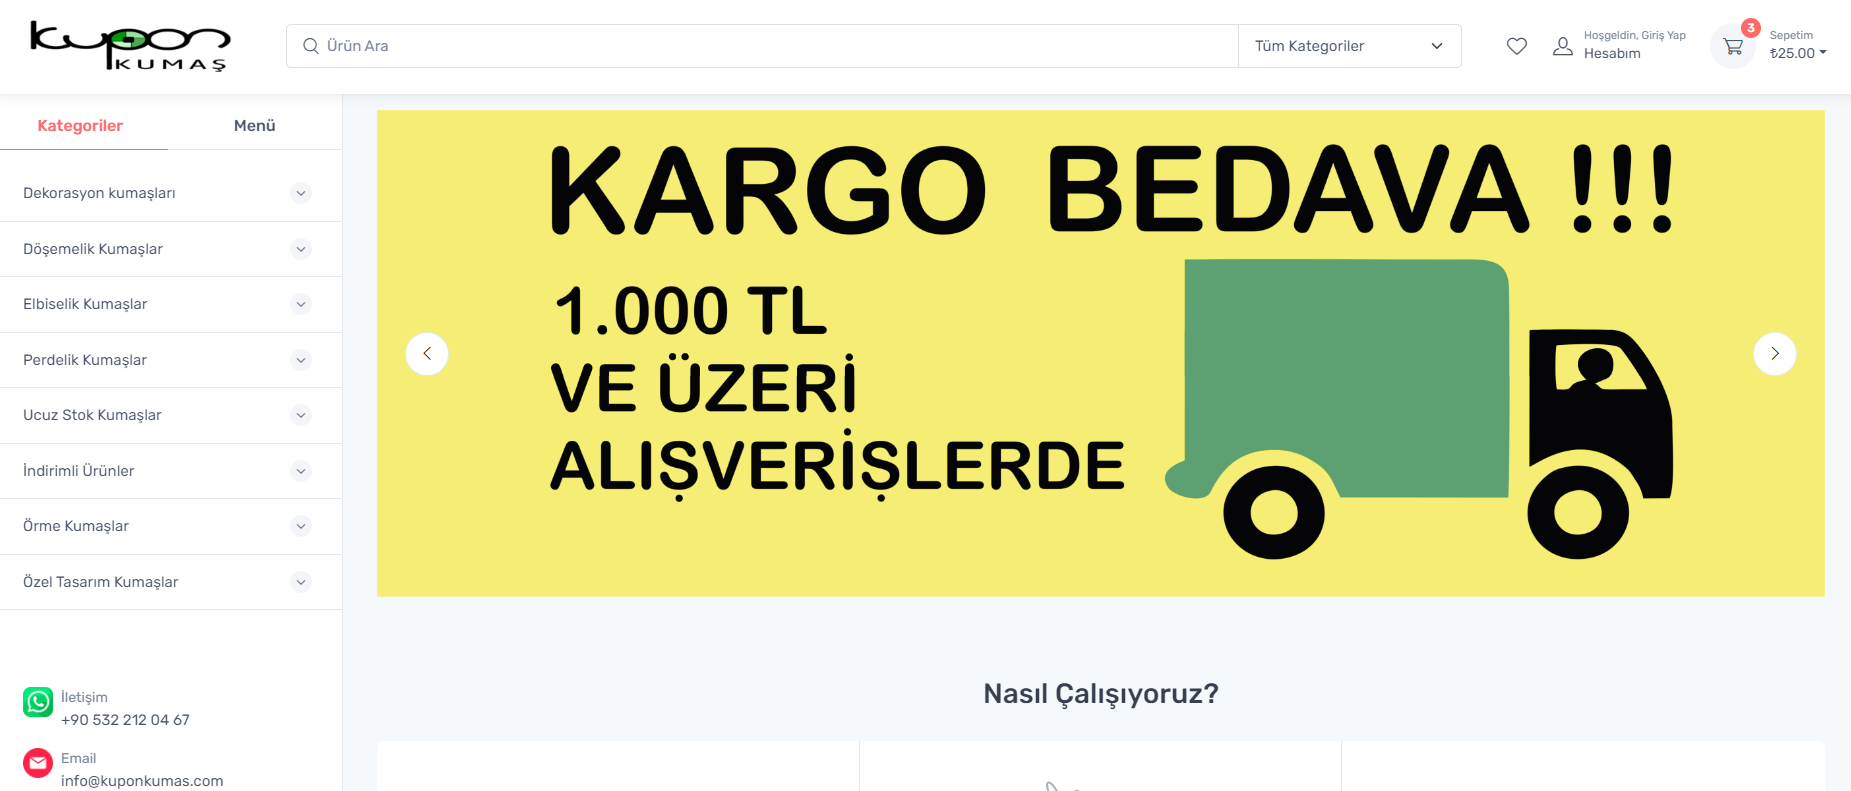 kupon
KUMAŞ
Ürün Ara
Tüm Kategoriler
Hoşgeldin, Giriş Yap
Hesabım
3
Sepetim
₺25.00
Kategoriler
Menü
Dekorasyon kumaşları
Döşemelik Kumaşlar
Elbiselik Kumaşlar
Perdelik Kumaşlar
Ucuz Stok Kumaşlar
İndirimli Ürünler
Örme Kumaşlar
Özel Tasarım Kumaşlar
İletişim
+90 532 212 04 67
Email
info@kuponkumas.com
KARGO BEDAVA !!!
1.000 TL
VE ÜZERİ
ALIŞVERİŞLERDE
Nasıl Çalışıyoruz?